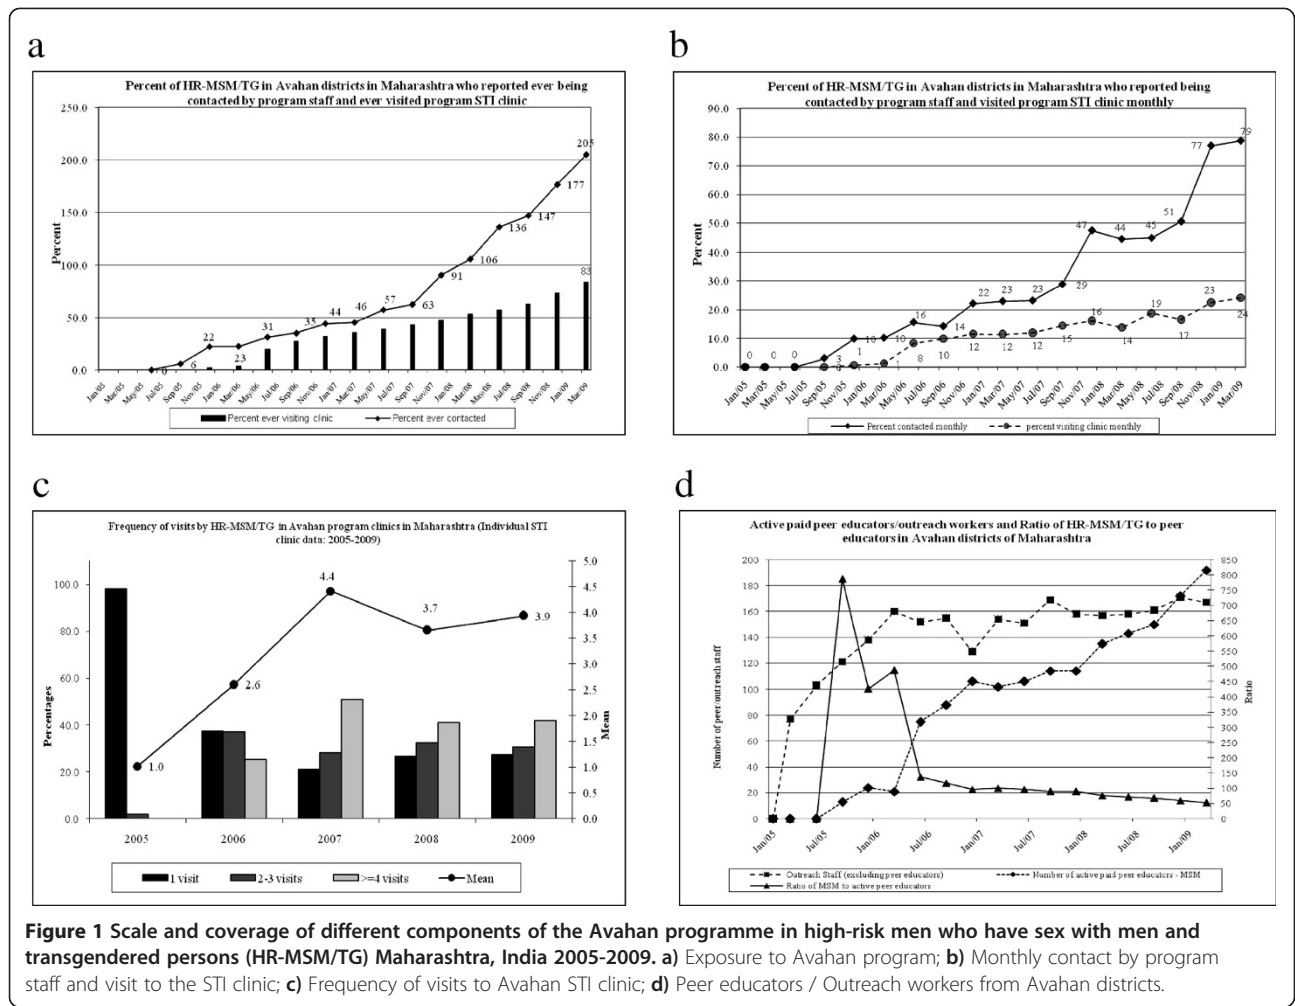 a
Percent of HR-MSM/TG in Avahan districts in Maharashtra who reported ever being
contacted by program staff and ever visited program STI clinic
250.0
200.0
150.0
100.0
50.0
0.0
Percent
0
6
22
23
31
35
44
46
57
63
91
106
136
147
177
205
83
Jan/05
Mar/05
May/05
Jul/05
Sep/05
Nov/05
Jan/06
Mar/06
May/06
Jul/06
Sep/06
Nov/06
Jan/07
Mar/07
May/07
Jul/07
Sep/07
Nov/07
Jan/08
Mar/08
May/08
Jul/08
Sep/08
Nov/08
Jan/09
Mar/09
Percent ever visiting clinic
Percent ever contacted
b
Percent of HR-MSM/TG in Avahan districts in Maharashtra who reported being
contacted by program staff and visited program STI clinic monthly
90.0
80.0
70.0
60.0
50.0
40.0
30.0
20.0
10.0
0.0
Percent
0
0
0
3
10
10
16
14
22
23
23
29
47
44
45
51
77
79
0
1
1
8
10
12
12
12
15
16
14
19
17
23
24
Jan/05
Mar/05
May/05
Jul/05
Sep/05
Nov/05
Jan/06
Mar/06
May/06
Jul/06
Sep/06
Nov/06
Jan/07
Mar/07
May/07
Jul/07
Sep/07
Nov/07
Jan/08
Mar/08
May/08
Jul/08
Sep/08
Nov/08
Jan/09
Mar/09
Percent contacted monthly
percent visiting clinic monthly
c
Frequency of visits by HR-MSM/TG in Avahan program clinics in Maharashtra (Individual STI
clinic data: 2005-2009)
100.0
80.0
60.0
40.0
20.0
0.0
Percentages
1.0
2.6
4.4
3.7
3.9
5.0
4.5
4.0
3.5
3.0
2.5
2.0
1.5
1.0
0.5
0.0
Mean
2005
2006
2007
2008
2009
1 visit
2-3 visits
>=4 visits
Mean
d
Active paid peer educators/outreach workers and Ratio of HR-MSM/TG to peer
educators in Avahan districts of Maharashtra
200
180
160
140
120
100
80
60
40
20
0
Number of peer/outreach staff
850
800
750
700
650
600
550
500
450
400
350
300
250
200
150
100
50
0
Ratio
Jan/05
Jul/05
Jan/06
Jul/06
Jan/07
Jul/07
Jan/08
Jul/08
Jan/09
Outreach Staff (excluding peer educators)
Number of active paid peer educators - MSM
Ratio of MSM to active peer educators
Figure 1 Scale and coverage of different components of the Avahan programme in high-risk men who have sex with men and
transgendered persons (HR-MSM/TG) Maharashtra, India 2005-2009. a) Exposure to Avahan program; b) Monthly contact by program
staff and visit to the STI clinic; c) Frequency of visits to Avahan STI clinic; d) Peer educators / Outreach workers from Avahan districts.